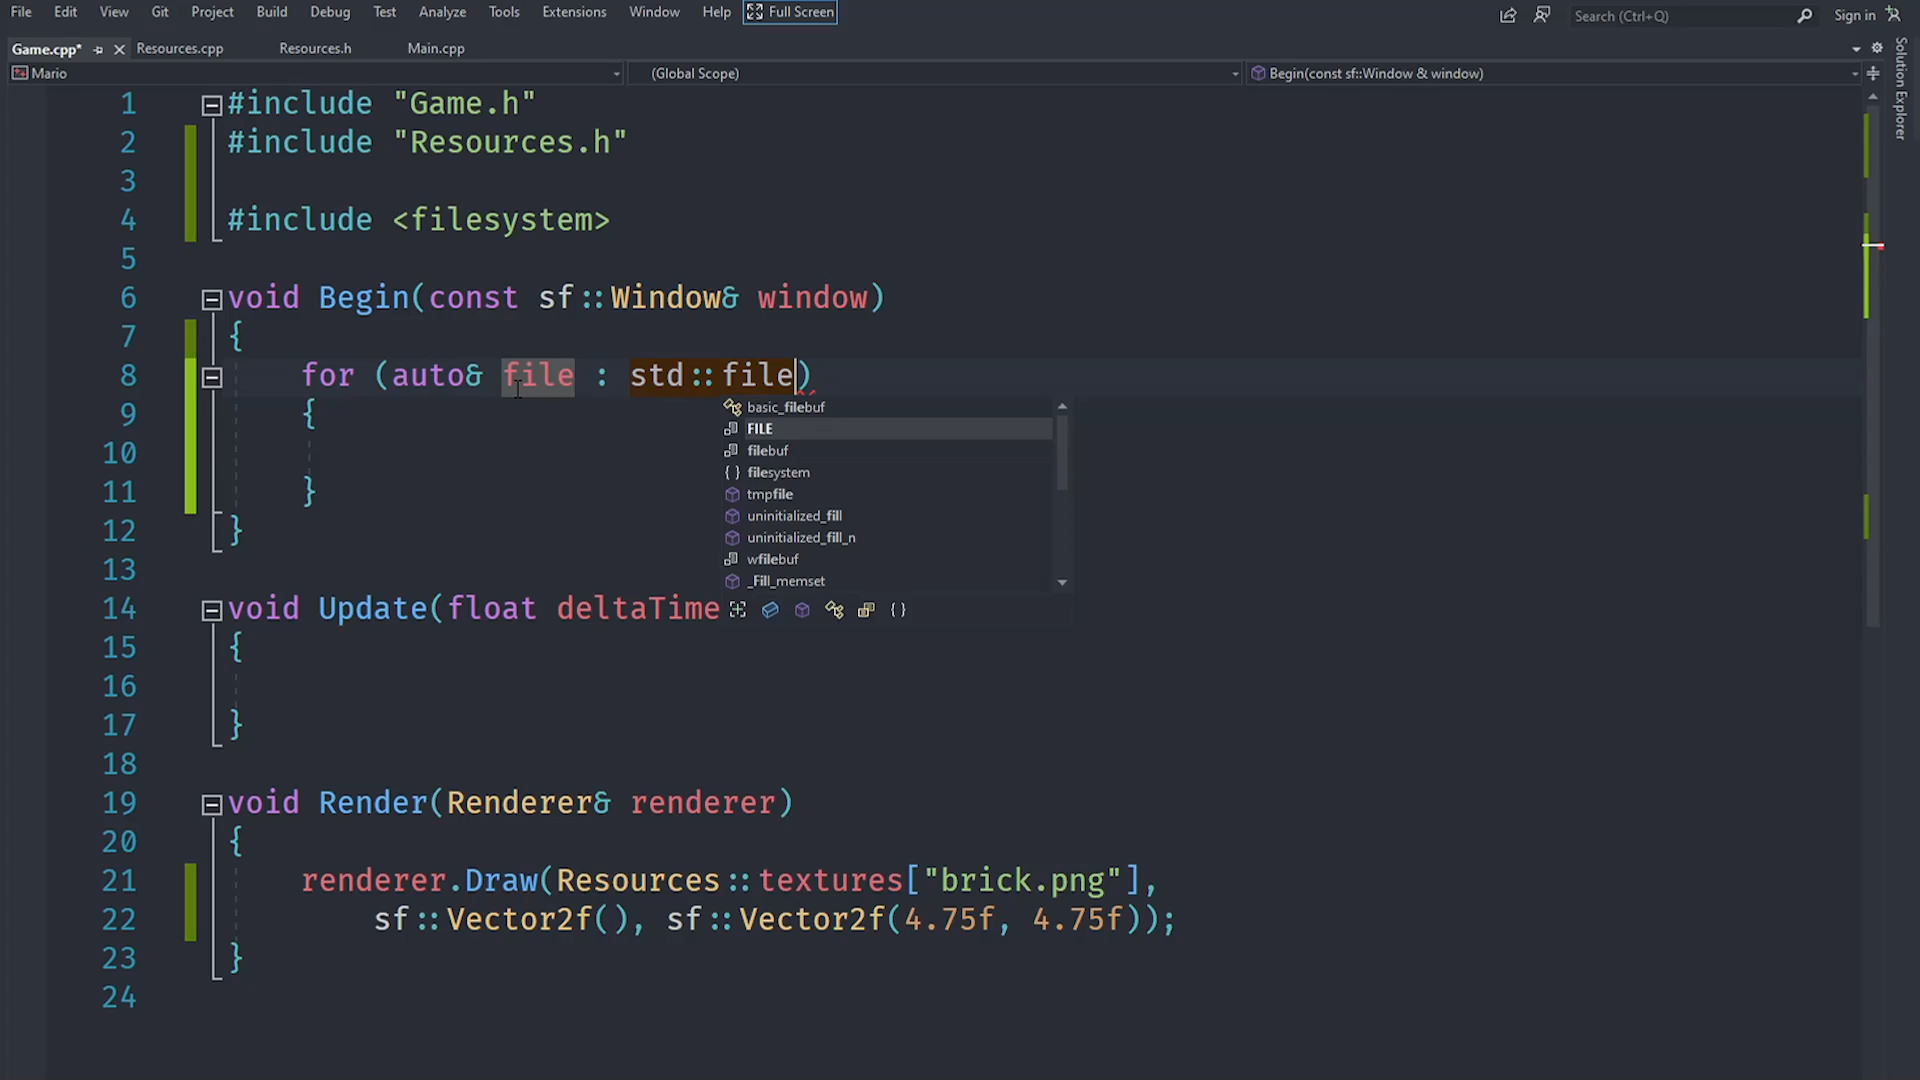 File Edit View Git Project Build Debug Test Analyze Tools Extensions Window Help Full Screen Search (Ctrl+Q) Sign in
Game.cpp* Resources.cpp Resources.h Main.cpp
Mario (Global Scope) Begin(const sf::Window & window)
Solution Explorer
1 #include "Game.h"
2 #include "Resources.h"
3
4 #include <filesystem>
5
6 void Begin(const sf::Window& window)
7 {
8 for (auto& file : std::file)
9 {
10
11 }
12 }
13
14 void Update(float deltaTime
15 {
16
17 }
18
19 void Render(Renderer& renderer)
20 {
21 renderer.Draw(Resources::textures["brick.png"],
22 sf::Vector2f(), sf::Vector2f(4.75f, 4.75f));
23 }
24
basic_filebuf
FILE
filebuf
{ } filesystem
tmpfile
uninitialized_fill
uninitialized_fill_n
wfilebuf
_Fill_memset
{ }